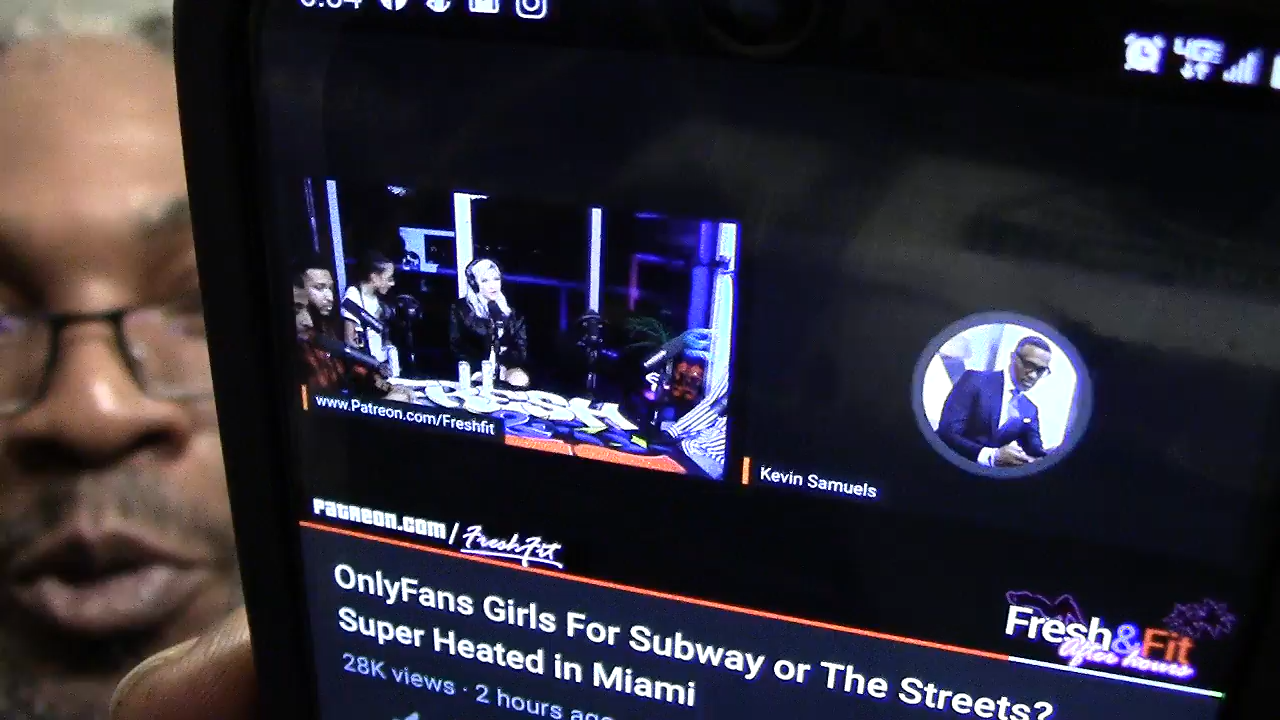 www.Patreon.com/Freshfit
Kevin Samuels
PATREON.COM/FreshFit
Fresh&Fit
After hours
OnlyFans Girls For Subway or The Streets?
Super Heated in Miami
28K views · 2 hours ago